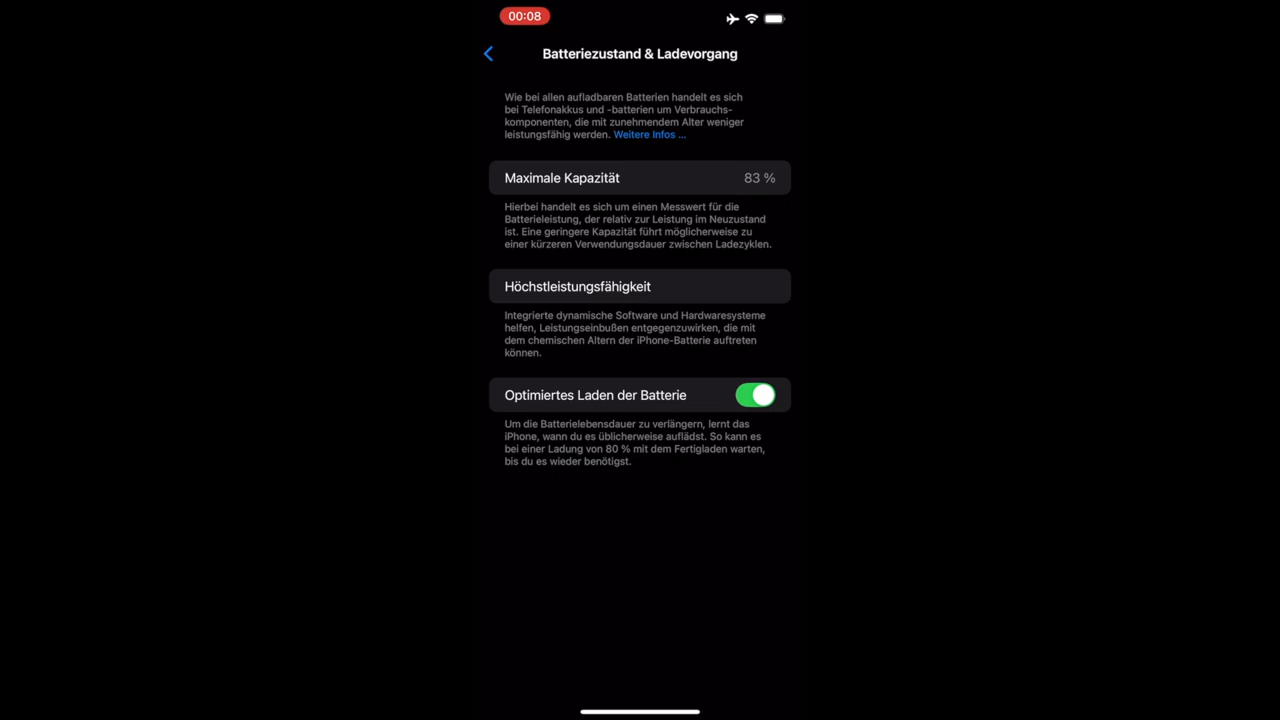 00:08
Batteriezustand & Ladevorgang
Wie bei allen aufladbaren Batterien handelt es sich
bei Telefonakkus und -batterien um Verbrauchs-
komponenten, die mit zunehmendem Alter weniger
leistungsfähig werden. Weitere Infos ...
Maximale Kapazität 83 %
Hierbei handelt es sich um einen Messwert für die
Batterieleistung, der relativ zur Leistung im Neuzustand
ist. Eine geringere Kapazität führt möglicherweise zu
einer kürzeren Verwendungsdauer zwischen Ladezyklen.
Höchstleistungsfähigkeit
Integrierte dynamische Software und Hardwaresysteme
helfen, Leistungseinbußen entgegenzuwirken, die mit
dem chemischen Altern der iPhone-Batterie auftreten
können.
Optimiertes Laden der Batterie
Um die Batterielebensdauer zu verlängern, lernt das
iPhone, wann du es üblicherweise auflädst. So kann es
bei einer Ladung von 80 % mit dem Fertigladen warten,
bis du es wieder benötigst.